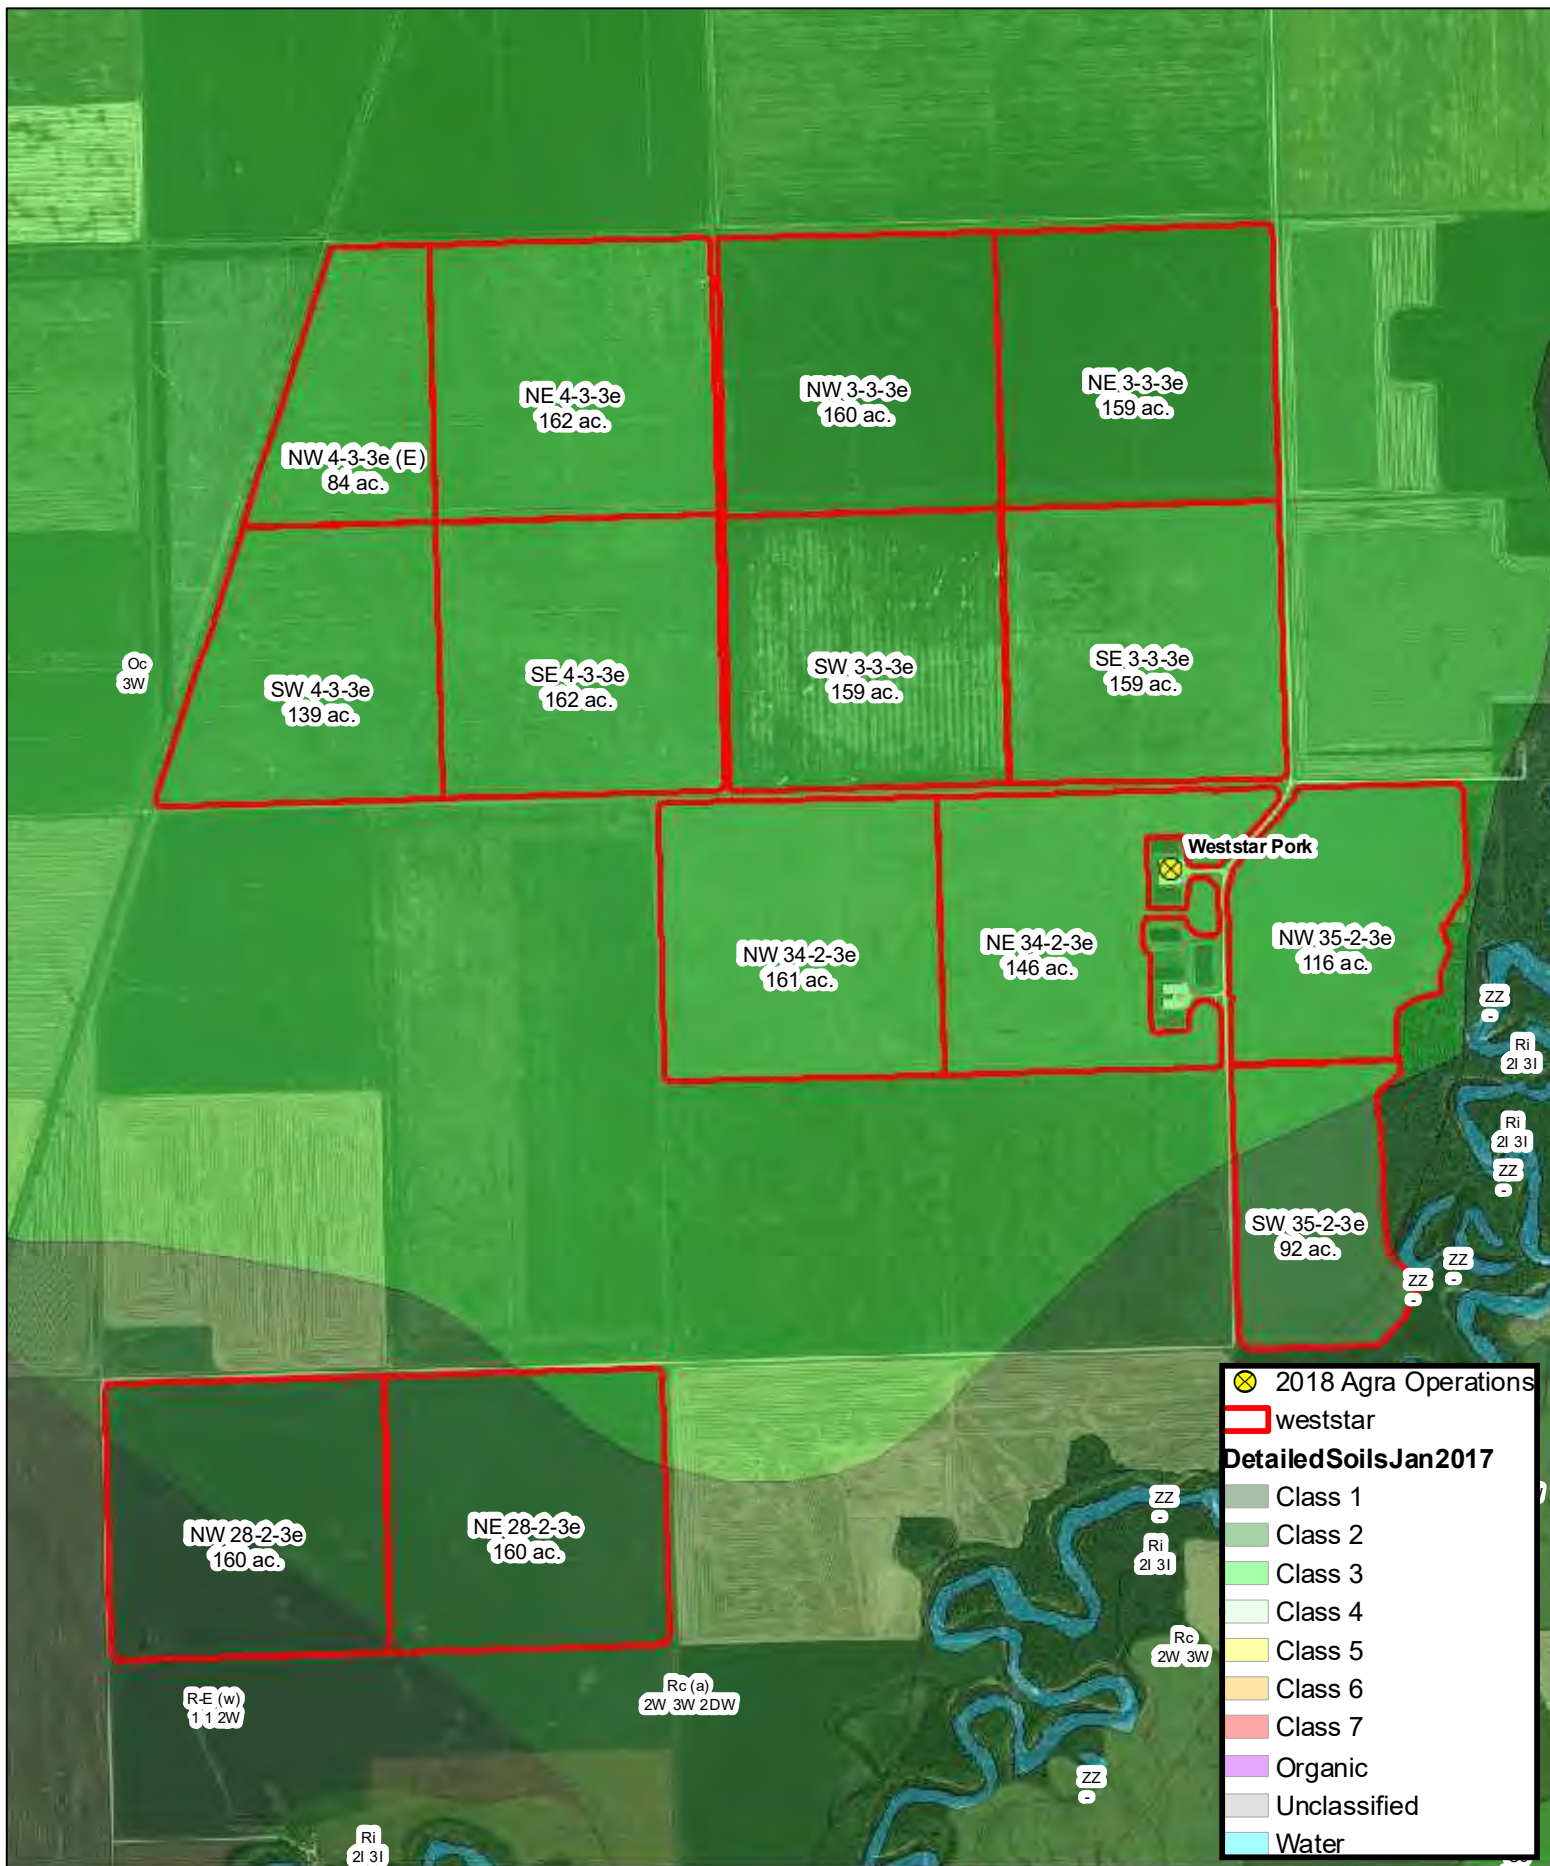 NE 4-3-3e
162 ac.
NW 3-3-3e
160 ac.
NE 3-3-3e
159 ac.
NW 4-3-3e (E)
84 ac.
Oc
3W
SW 4-3-3e
139 ac.
SE 4-3-3e
162 ac.
SW 3-3-3e
159 ac.
SE 3-3-3e
159 ac.
Weststar Park
NW 34-2-3e
161 ac.
NE 34-2-3e
146 ac.
NW 35-2-3e
116 ac.
ZZ
-
Ri
2I 3I
Ri
2I 3I
ZZ
-
SW 35-2-3e
92 ac.
ZZ
-
ZZ
-
NW 28-2-3e
160 ac.
NE 28-2-3e
160 ac.
ZZ
-
Ri
2I 3I
Rc
2W 3W
R-E (w)
1 1 2W
Rc (a)
2W 3W 2DW
ZZ
-
Ri
2I 3I
2018 Agra Operations
weststar
DetailedSoilsJan2017
Class 1
Class 2
Class 3
Class 4
Class 5
Class 6
Class 7
Organic
Unclassified
Water